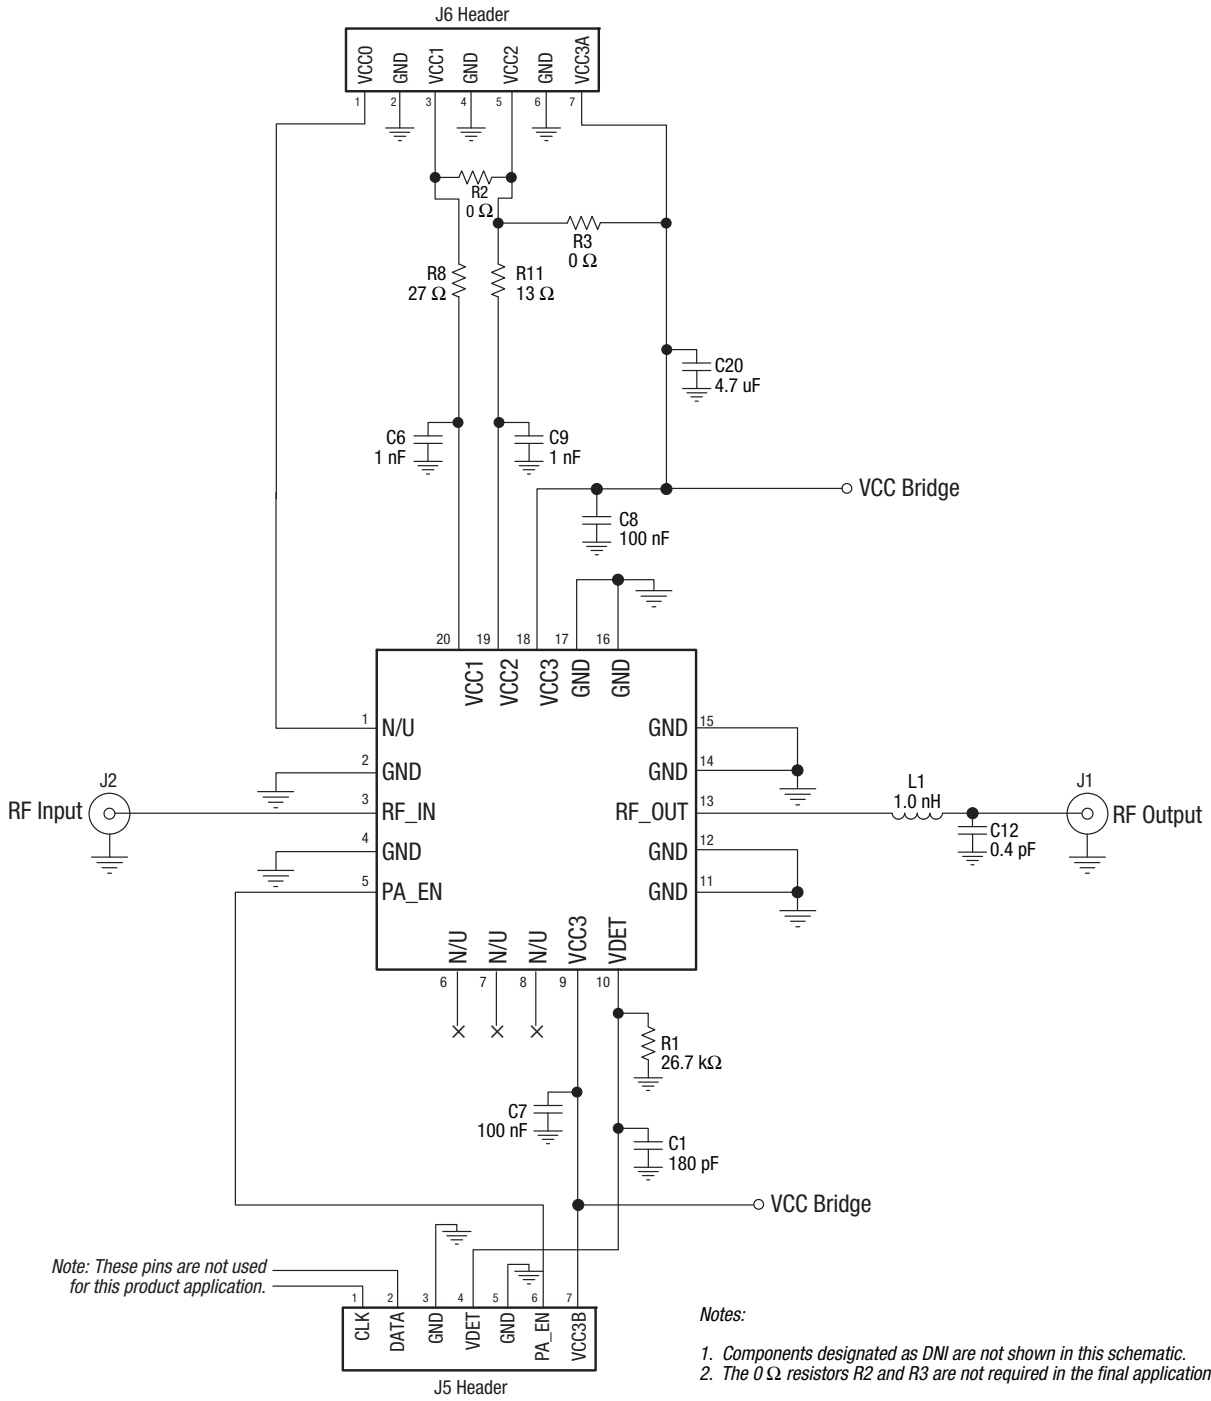 J6 Header
VCC0
GND
VCC1
GND
VCC2
GND
VCC3A
1
2
3
4
5
6
7
R2
0 Ω
R3
0 Ω
R8
27 Ω
R11
13 Ω
C20
4.7 uF
C6
1 nF
C9
1 nF
VCC Bridge
C8
100 nF
20
19
18
17
16
VCC1
VCC2
VCC3
GND
GND
1
N/U
2
GND
3
RF_IN
4
GND
5
PA_EN
GND
15
GND
14
RF_OUT
13
GND
12
GND
11
J2
RF Input
L1
1.0 nH
J1
RF Output
C12
0.4 pF
N/U
N/U
N/U
VCC3
VDET
6
7
8
9
10
R1
26.7 kΩ
C7
100 nF
C1
180 pF
VCC Bridge
Note: These pins are not used
for this product application.
1
2
3
4
5
6
7
CLK
DATA
GND
VDET
GND
PA_EN
VCC3B
J5 Header
Notes:
1. Components designated as DNI are not shown in this schematic.
2. The 0 Ω resistors R2 and R3 are not required in the final application